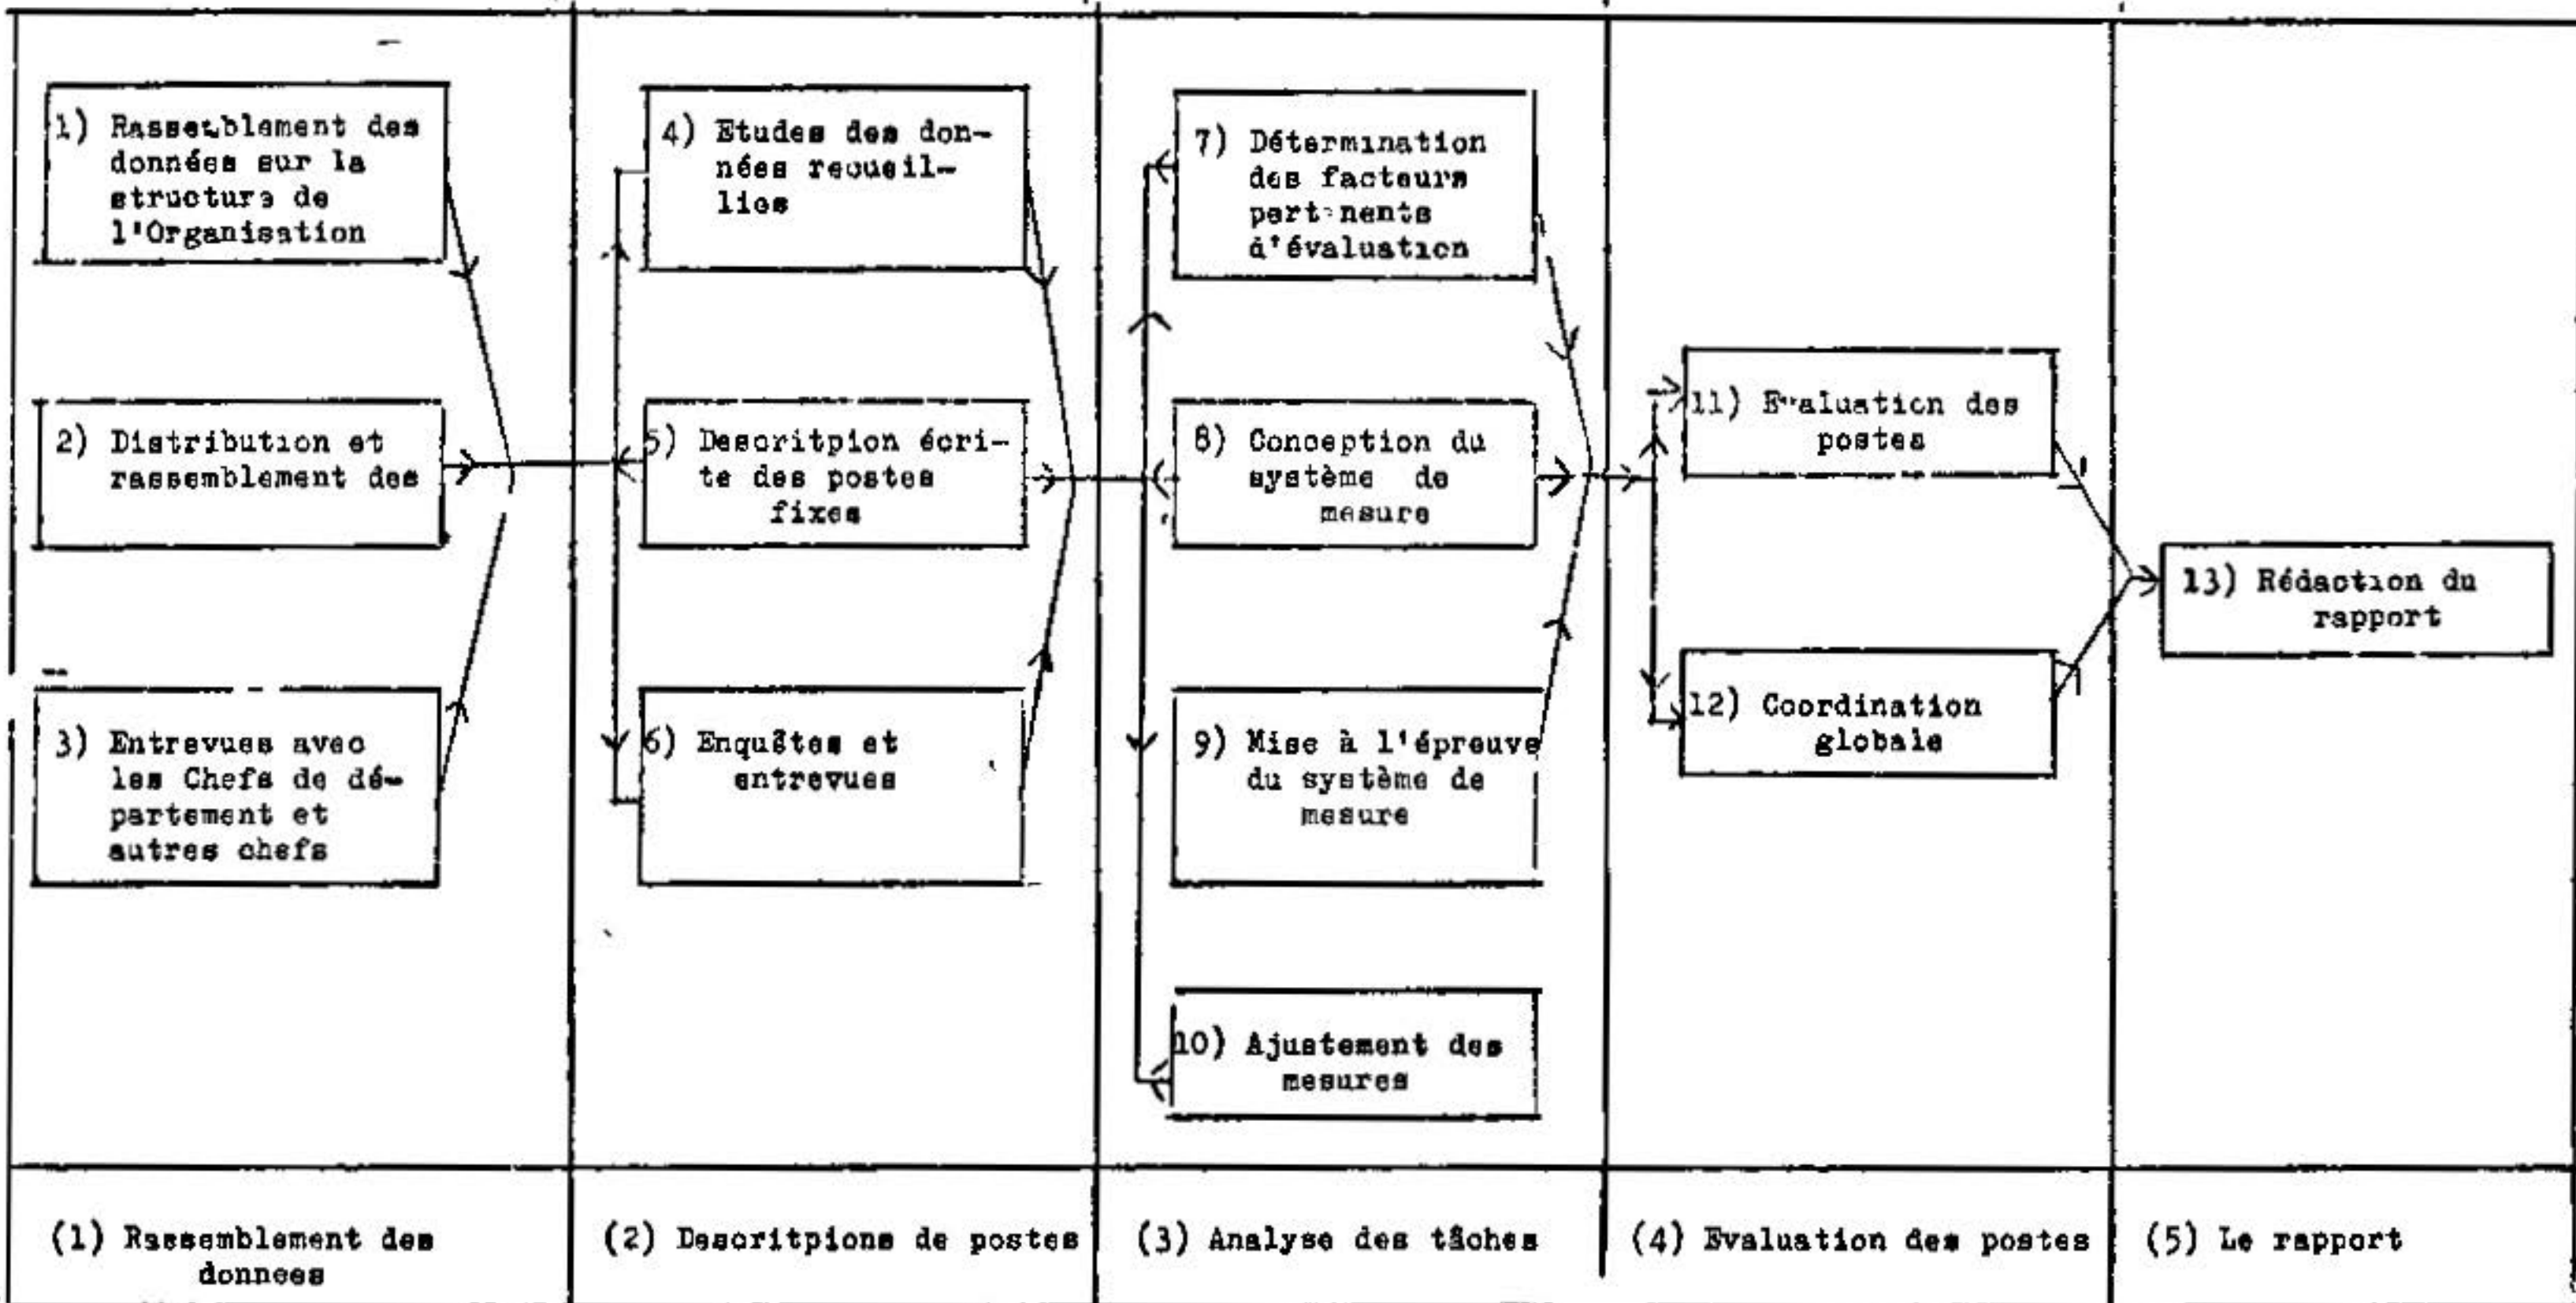 1) Rassemblement des
données sur la
structure de
l'Organisation
2) Distribution et
rassemblement des
3) Entrevues avec
les Chefs de dé-
partement et
autres chefs
4) Etudes des don-
nées recueil-
lies
5) Descritpion écri-
te des postes
fixes
6) Enquêtes et
entrevues
7) Détermination
des facteurs
pertinents
d'évaluation
8) Conception du
système de
mesure
9) Mise à l'épreuve
du système de
mesure
10) Ajustement des
mesures
11) Evaluation des
postes
12) Coordination
globale
13) Rédaction du
rapport
(1) Rassemblement des
donnees
(2) Descritpions de postes
(3) Analyse des tâches
(4) Evaluation des postes
(5) Le rapport